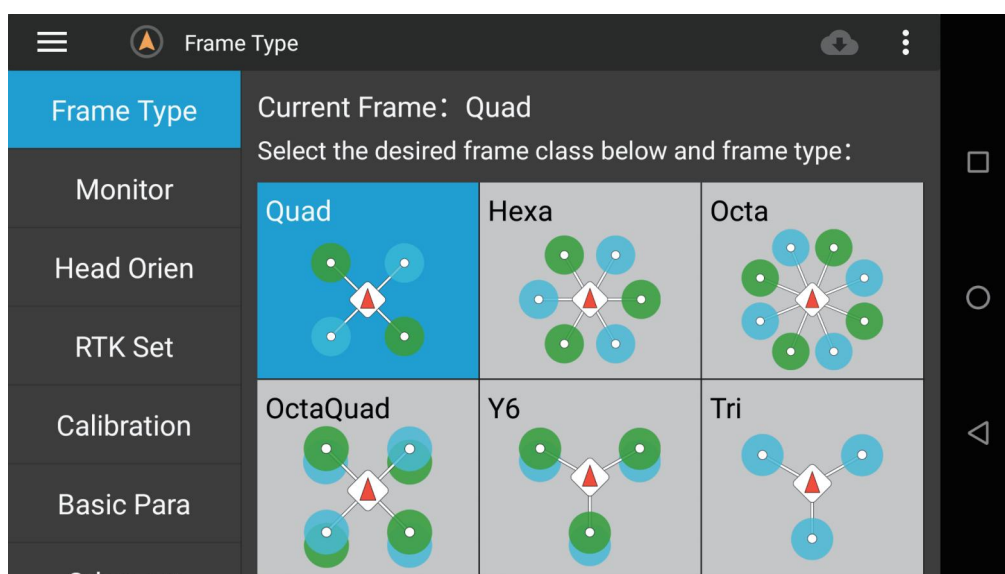 Frame Type
Frame Type
Monitor
Head Orien
RTK Set
Calibration
Basic Para
Current Frame：Quad
Select the desired frame class below and frame type：
Quad
Hexa
Octa
OctaQuad
Y6
Tri